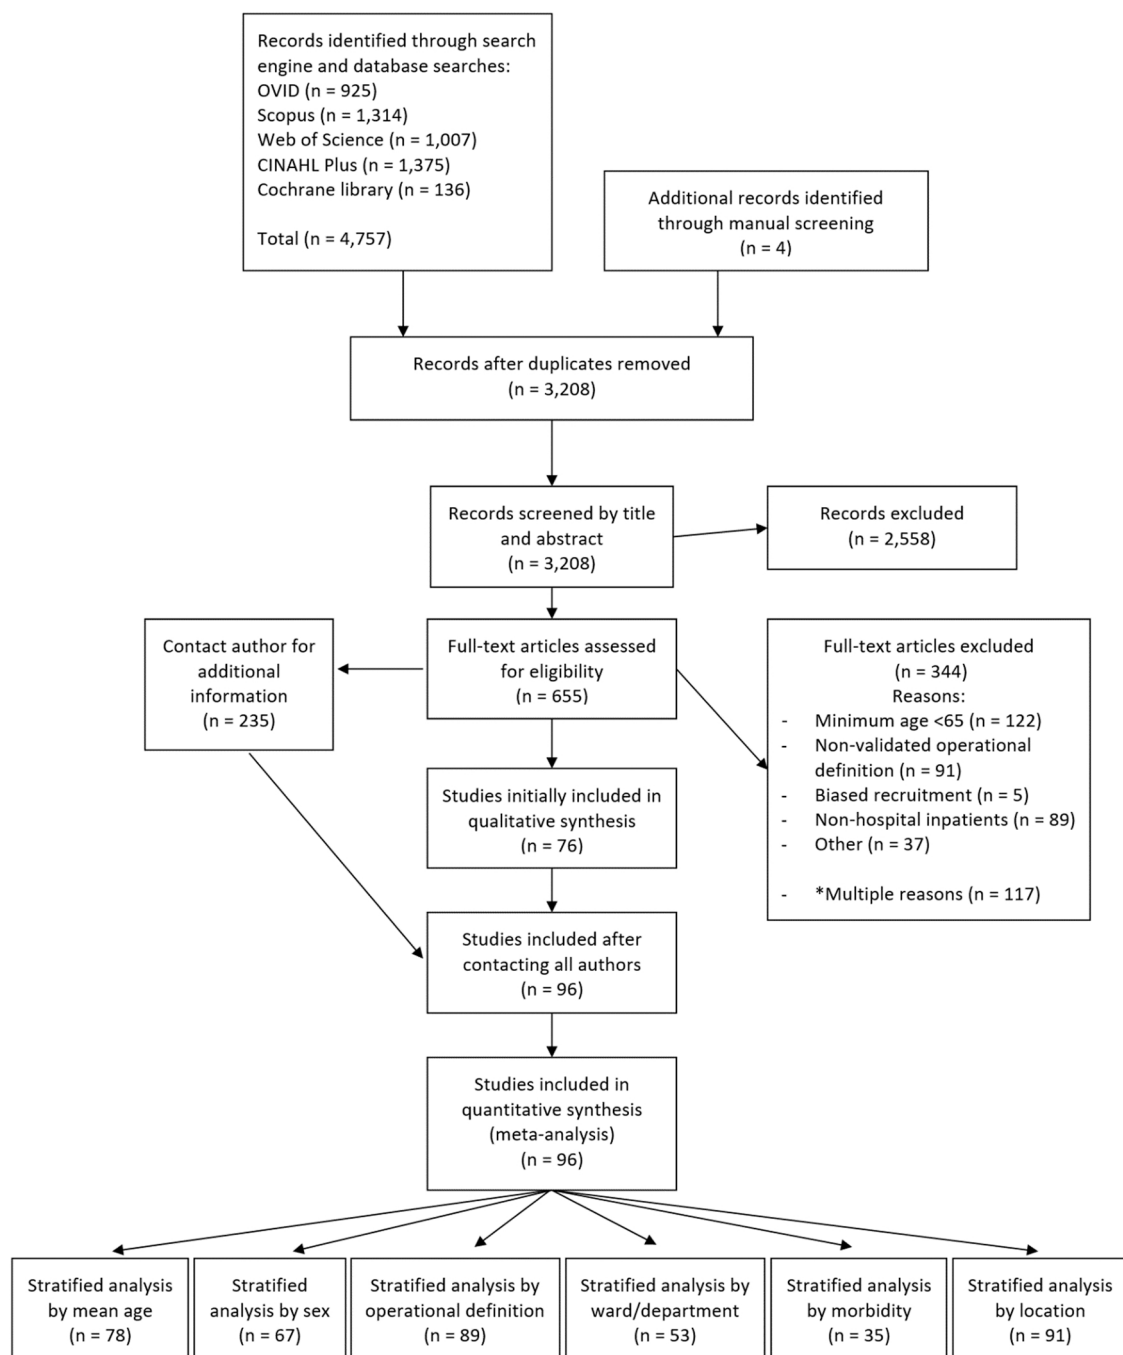 Records identified through search
engine and database searches:
OVID (n = 925)
Scopus (n = 1,314)
Web of Science (n = 1,007)
CINAHL Plus (n = 1,375)
Cochrane library (n = 136)
Total (n = 4,757)
Additional records identified
through manual screening
(n = 4)
Records after duplicates removed
(n = 3,208)
Records screened by title
and abstract
(n = 3,208)
Records excluded
(n = 2,558)
Contact author for
additional
information
(n = 235)
Full-text articles assessed
for eligibility
(n = 655)
Full-text articles excluded
(n = 344)
Reasons:
- Minimum age <65 (n = 122)
- Non-validated operational
definition (n = 91)
- Biased recruitment (n = 5)
- Non-hospital inpatients (n = 89)
- Other (n = 37)
- *Multiple reasons (n = 117)
Studies initially included in
qualitative synthesis
(n = 76)
Studies included after
contacting all authors
(n = 96)
Studies included in
quantitative synthesis
(meta-analysis)
(n = 96)
Stratified analysis
by mean age
(n = 78)
Stratified
analysis by sex
(n = 67)
Stratified analysis by
operational definition
(n = 89)
Stratified analysis by
ward/department
(n = 53)
Stratified analysis
by morbidity
(n = 35)
Stratified analysis
by location
(n = 91)